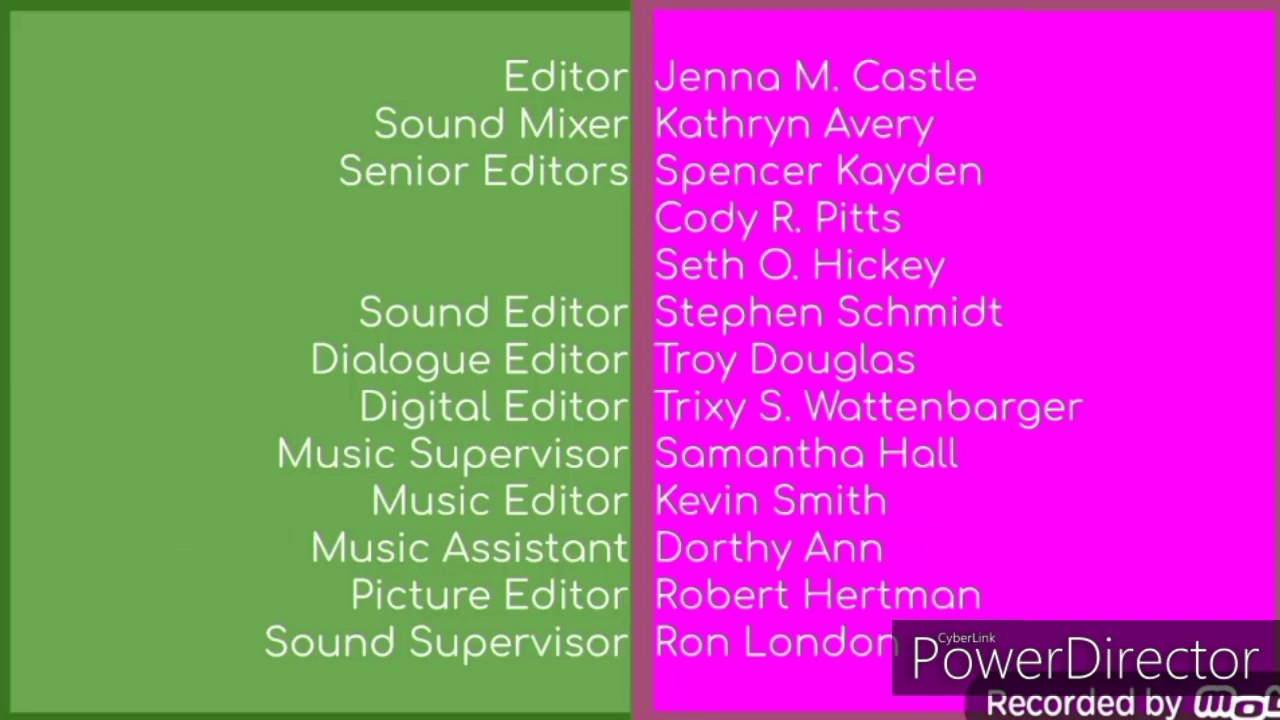 Editor Jenna M. Castle
Sound Mixer Kathryn Avery
Senior Editors Spencer Kayden
Cody R. Pitts
Seth O. Hickey
Sound Editor Stephen Schmidt
Dialogue Editor Troy Douglas
Digital Editor Trixy S. Wattenbarger
Music Supervisor Samantha Hall
Music Editor Kevin Smith
Music Assistant Dorthy Ann
Picture Editor Robert Hertman
Sound Supervisor Ron London
CyberLink
PowerDirector
Recorded by